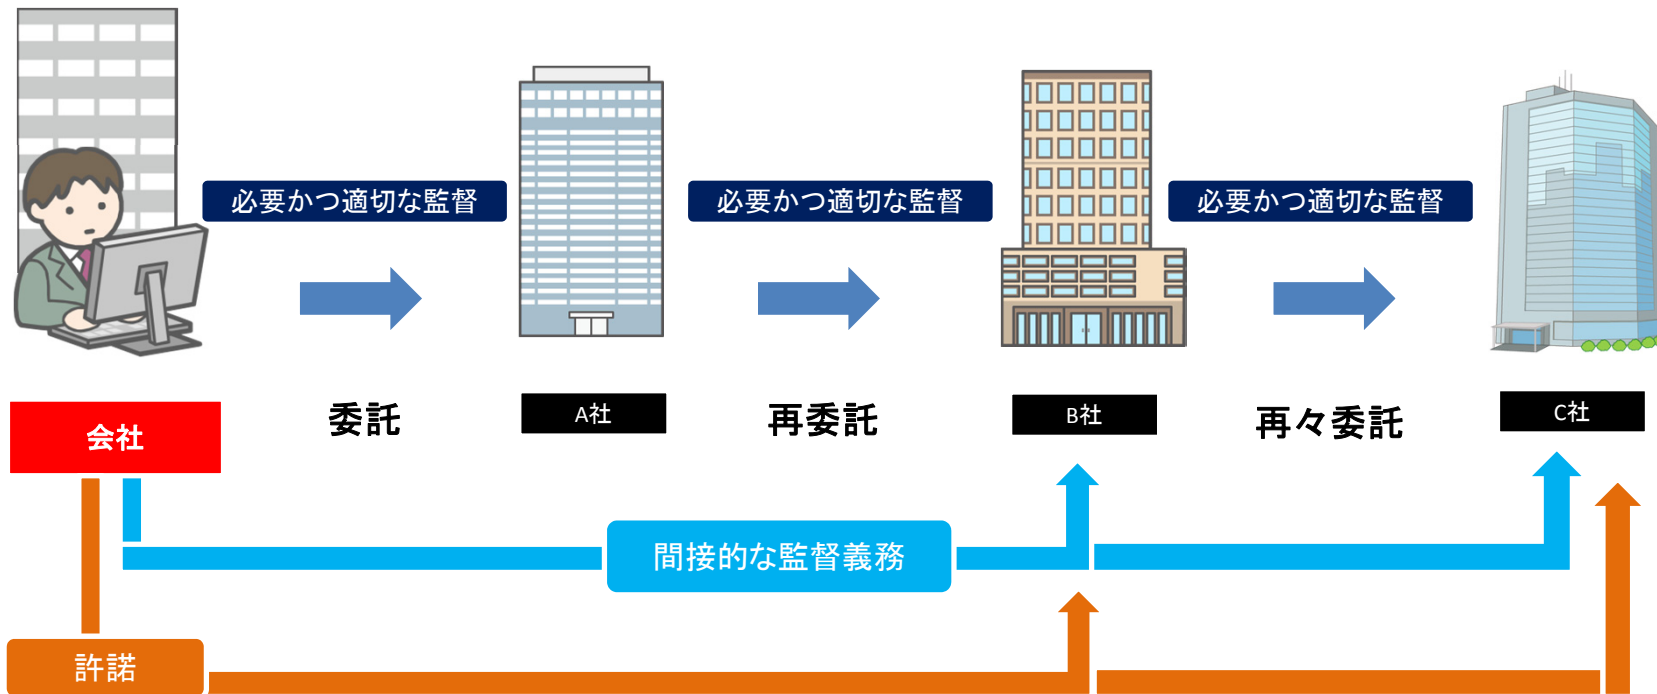 必要かつ適切な監督
必要かつ適切な監督
必要かつ適切な監督
会社
委託
A社
再委託
B社
再々委託
C社
間接的な監督義務
許諾